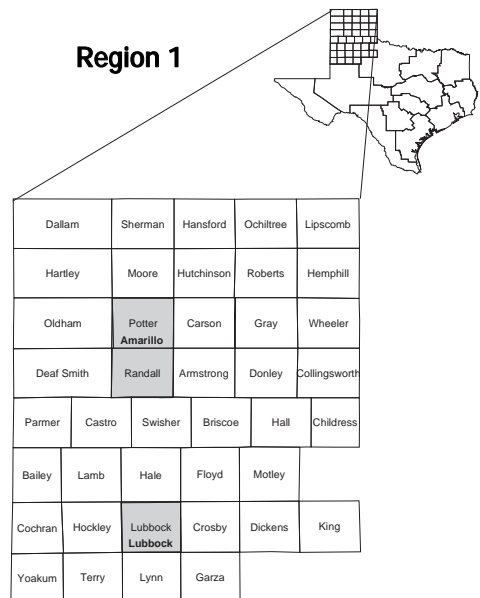 Region 1
Dallam Sherman Hansford Ochiltree Lipscomb
Hartley Moore Hutchinson Roberts Hemphill
Oldham Potter Carson Gray Wheeler
Amarillo
Deaf Smith Randall Armstrong Donley Collingsworth
Parmer Castro Swisher Briscoe Hall Childress
Bailey Lamb Hale Floyd Motley
Cochran Hockley Lubbock Crosby Dickens King
Lubbock
Yoakum Terry Lynn Garza